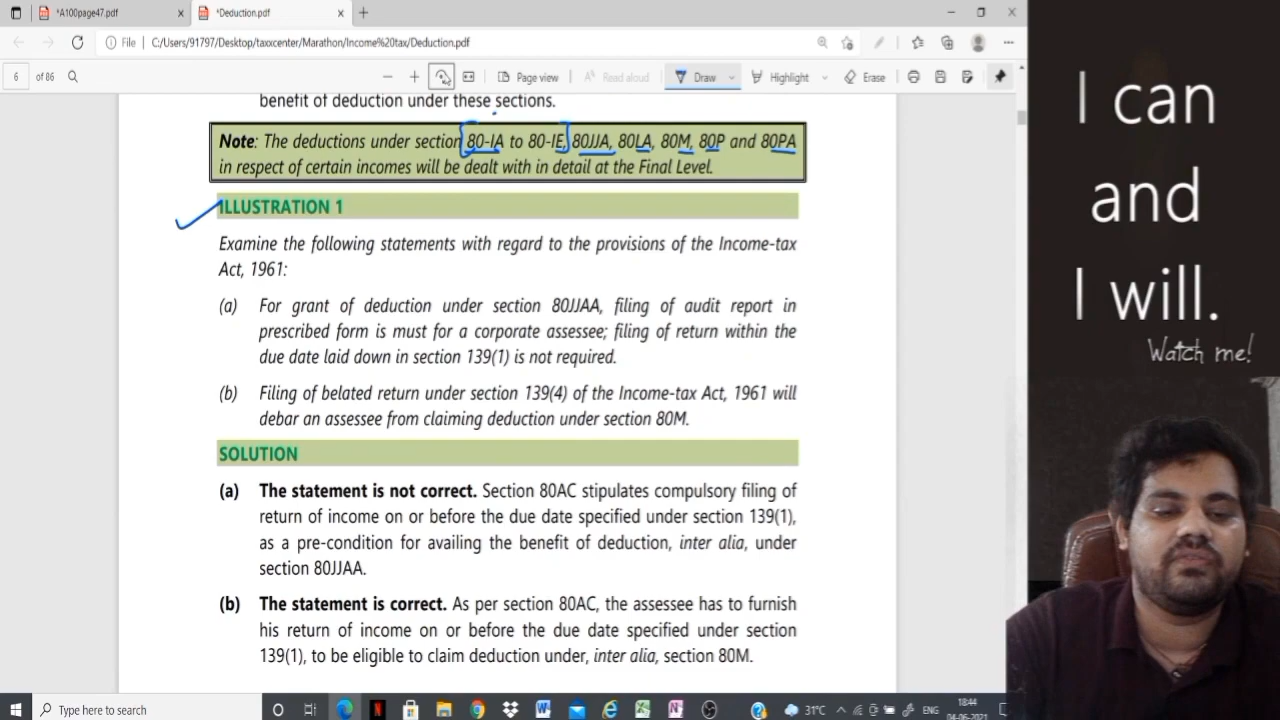 *A100page47.pdf
*Deduction.pdf
File
C:/Users/91797/Desktop/taxxcenter/Marathon/Income%20tax/Deduction.pdf
6
of 86
Page view
Read aloud
Draw
Highlight
Erase
benefit of deduction under these sections.
Note: The deductions under section 80-IA to 80-IE, 80JJA, 80LA, 80M, 80P and 80PA
in respect of certain incomes will be dealt with in detail at the Final Level.
ILLUSTRATION 1
Examine the following statements with regard to the provisions of the Income-tax
Act, 1961:
(a) For grant of deduction under section 80JJAA, filing of audit report in
prescribed form is must for a corporate assessee; filing of return within the
due date laid down in section 139(1) is not required.
(b) Filing of belated return under section 139(4) of the Income-tax Act, 1961 will
debar an assessee from claiming deduction under section 80M.
SOLUTION
(a) The statement is not correct. Section 80AC stipulates compulsory filing of
return of income on or before the due date specified under section 139(1),
as a pre-condition for availing the benefit of deduction, inter alia, under
section 80JJAA.
(b) The statement is correct. As per section 80AC, the assessee has to furnish
his return of income on or before the due date specified under section
139(1), to be eligible to claim deduction under, inter alia, section 80M.
I can
and
I will.
Watch me!
Type here to search
31°C
ENG
18:44
04-06-2021